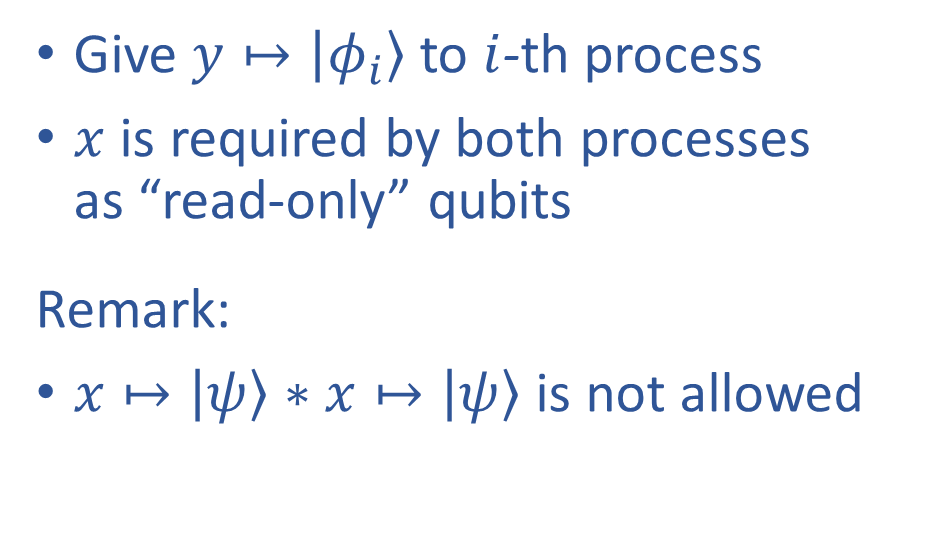 • Give 𝑦 ↦ |𝜙ᵢ⟩ to 𝑖-th process
• 𝑥 is required by both processes
as “read-only” qubits
Remark:
• 𝑥 ↦ |𝜓⟩ ∗ 𝑥 ↦ |𝜓⟩ is not allowed